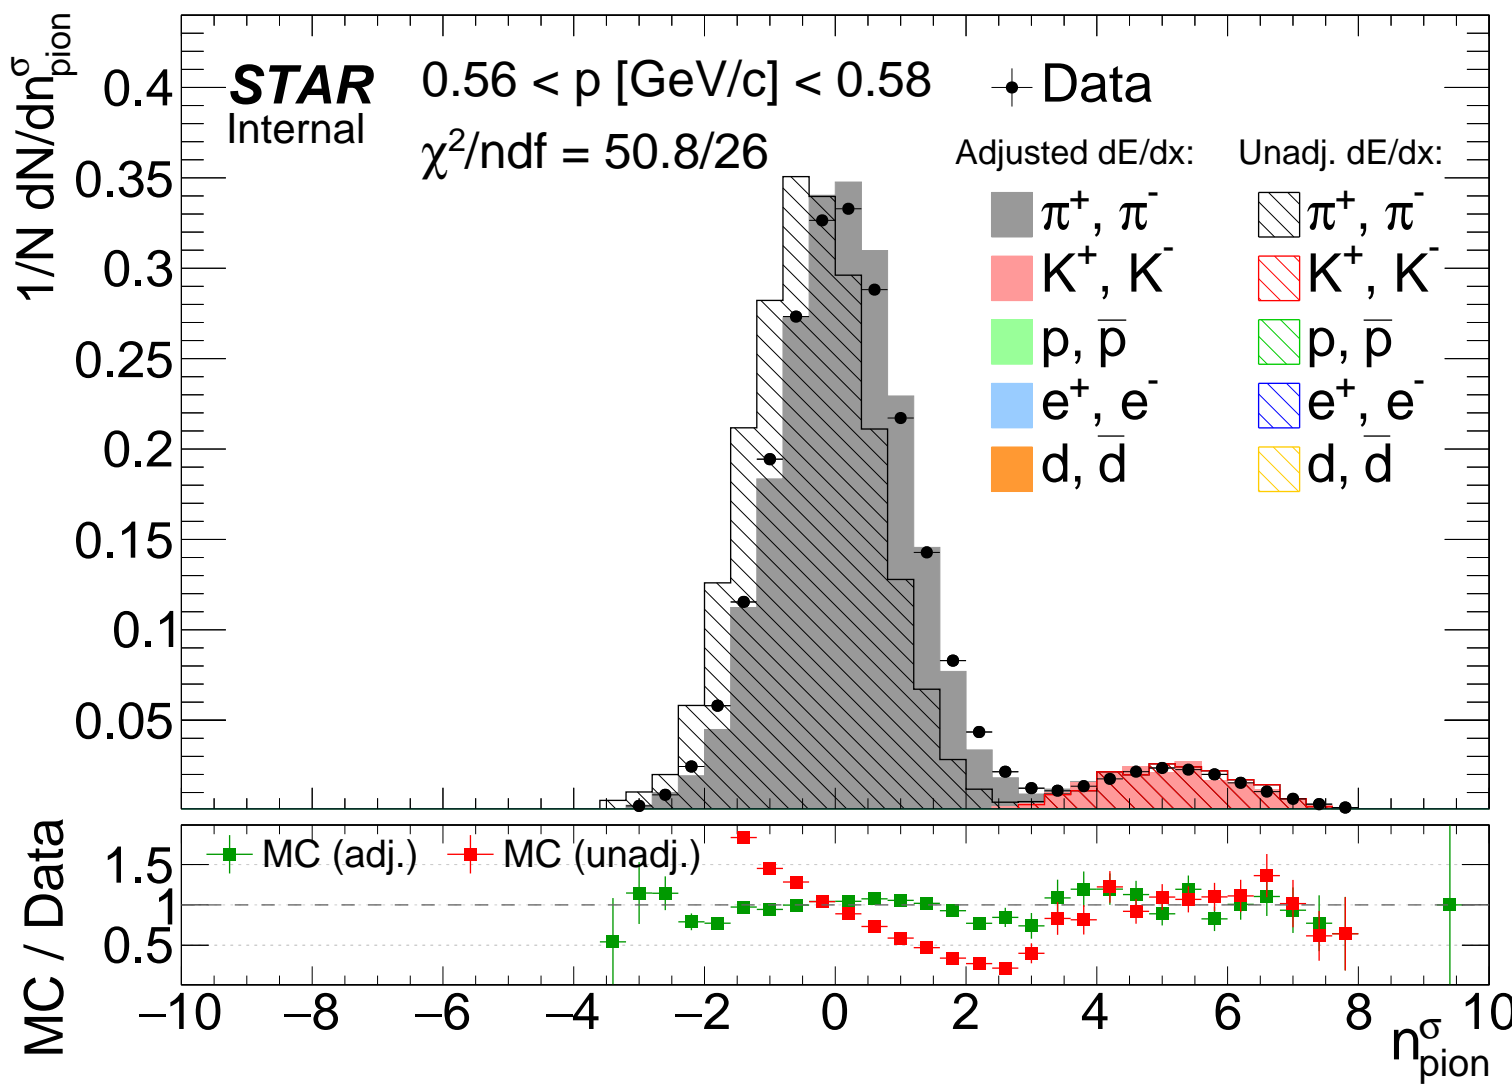 1/N dN/dnσpion
STAR
Internal
0.56 < p [GeV/c] < 0.58
χ²/ndf = 50.8/26
Data
Adjusted dE/dx:
Unadj. dE/dx:
π⁺, π⁻
π⁺, π⁻
K⁺, K⁻
K⁺, K⁻
p, p̅
p, p̅
e⁺, e⁻
e⁺, e⁻
d, d̅
d, d̅
0.4
0.35
0.3
0.25
0.2
0.15
0.1
0.05
MC / Data
MC (adj.)
MC (unadj.)
1.5
1
0.5
−10 −8 −6 −4 −2 0 2 4 6 8 10
nσpion